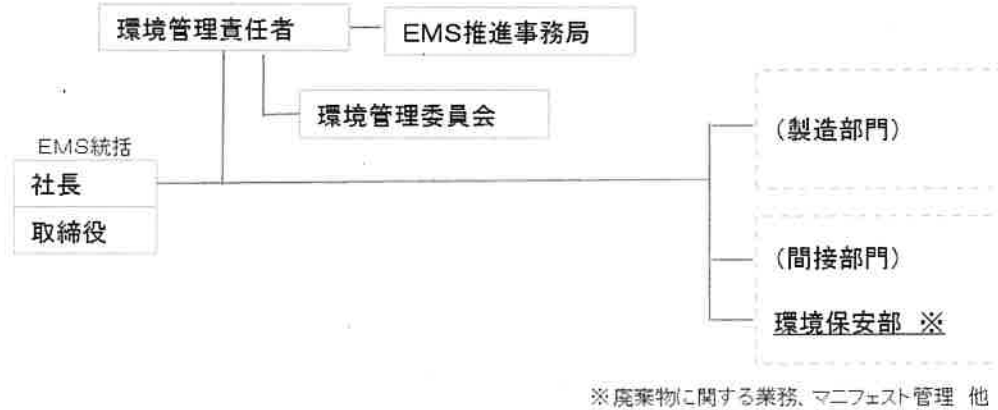 環境管理責任者
EMS推進事務局
環境管理委員会
EMS統括
社長
取締役
(製造部門)
(間接部門)
環境保安部 ※
※廃棄物に関する業務、マニフェスト管理 他